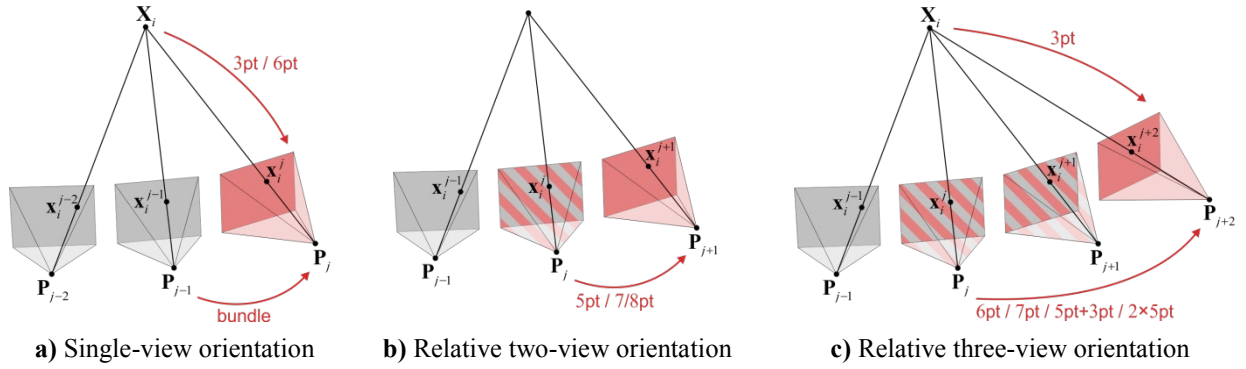 X_i
3pt / 6pt
x_i^{j-2}
x_i^{j-1}
x_i^j
P_{j-2}
P_{j-1}
P_j
bundle
a) Single-view orientation
x_i^{j-1}
x_i^j
x_i^{j+1}
P_{j-1}
P_j
P_{j+1}
5pt / 7/8pt
b) Relative two-view orientation
X_i
3pt
x_i^{j-1}
x_i^j
x_i^{j+1}
x_i^{j+2}
P_{j-1}
P_j
P_{j+1}
P_{j+2}
6pt / 7pt / 5pt+3pt / 2×5pt
c) Relative three-view orientation